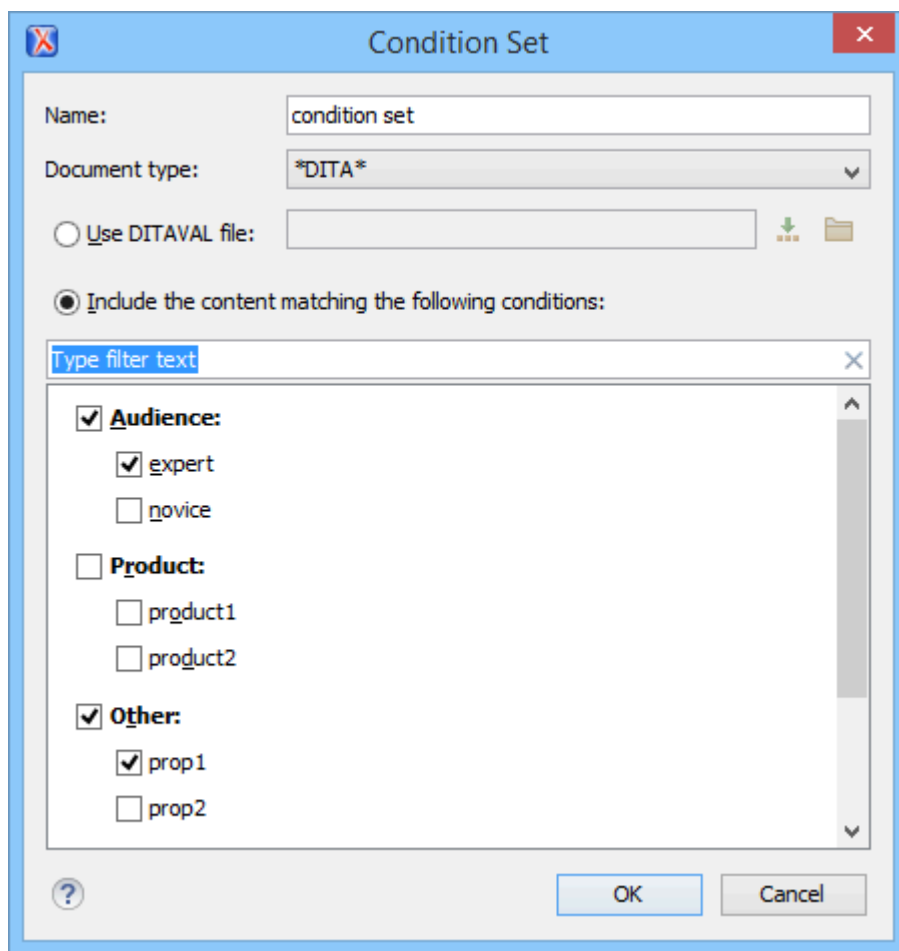 Condition Set
Name: condition set
Document type: *DITA*
Use DITAVAL file:
Include the content matching the following conditions:
Type filter text
Audience:
expert
novice
Product:
product1
product2
Other:
prop1
prop2
? OK Cancel